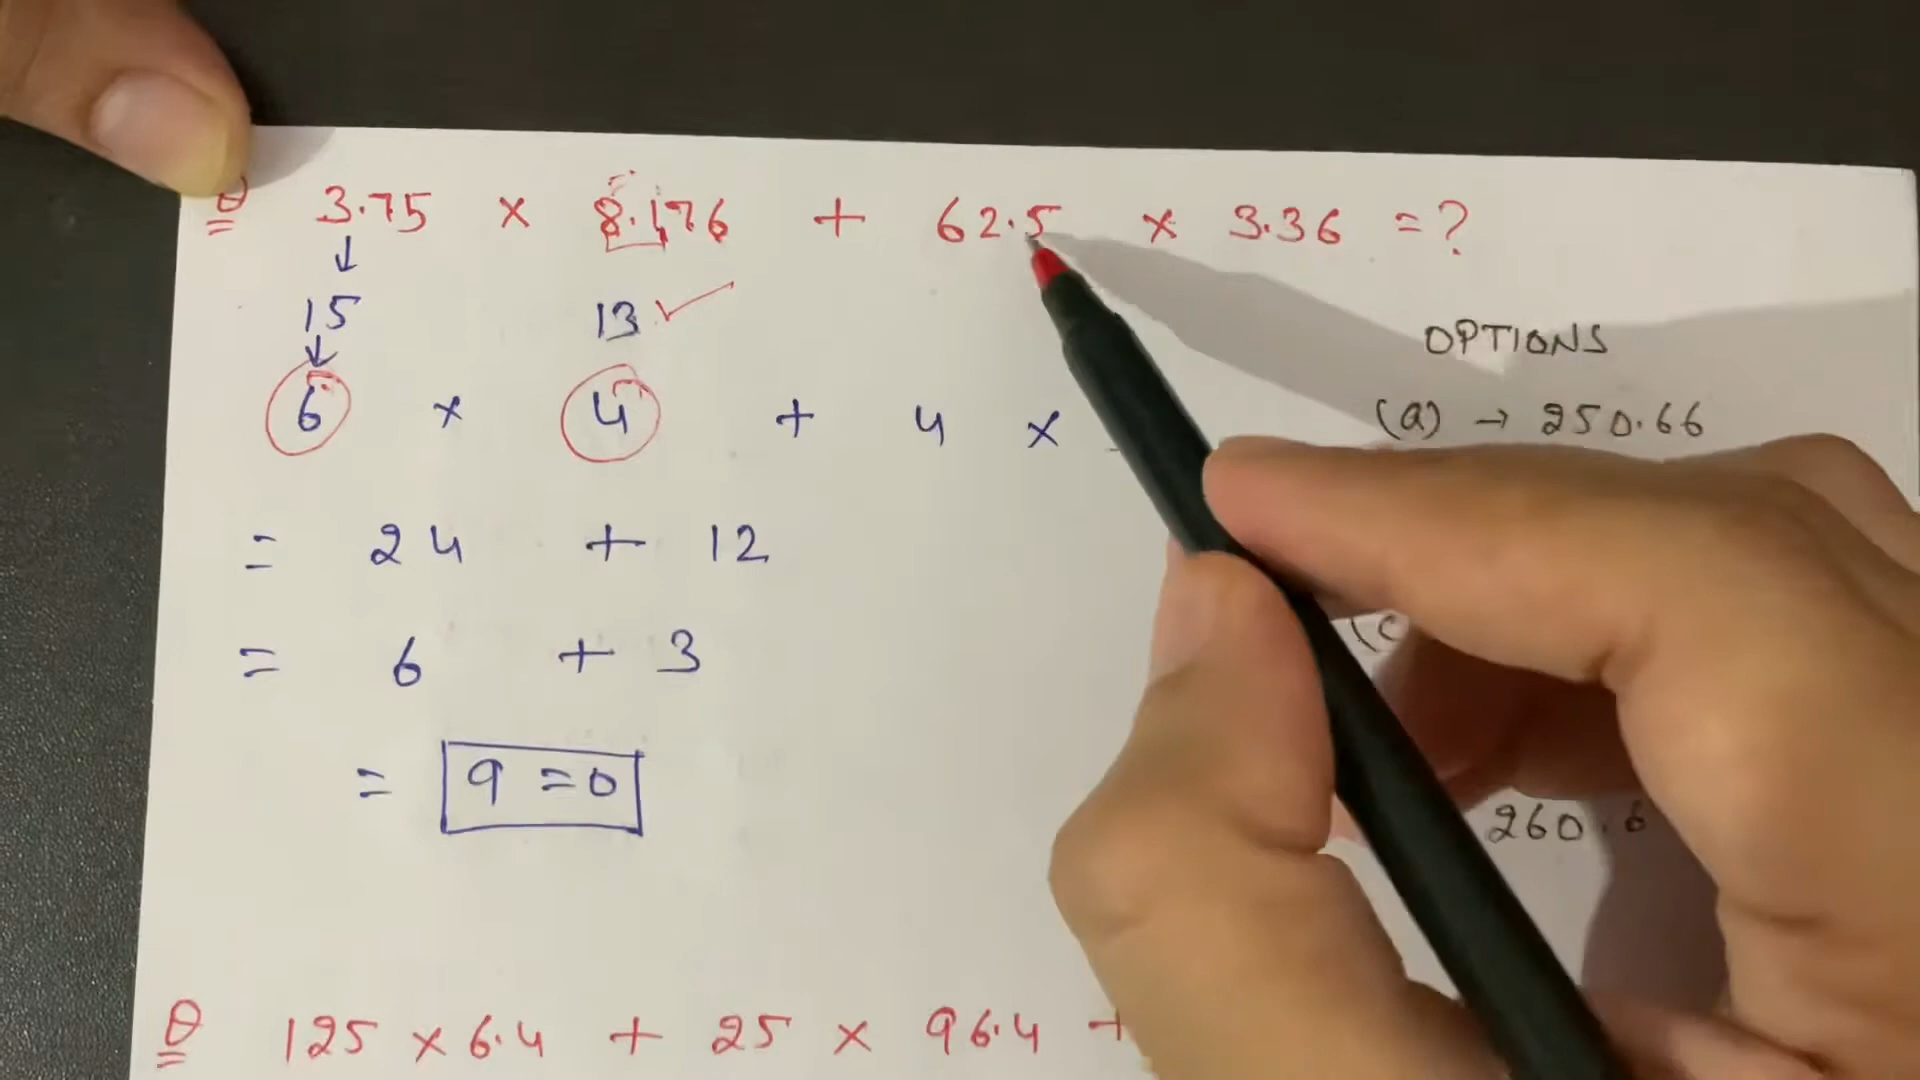 Q 3.75 × 8.176 + 62.5 × 3.36 = ?
↓
15 13 ✓
↓
6 × 4 + 4 ×
= 24 + 12
= 6 + 3
= 9 = 0
OPTIONS
(a) → 250.66
(c
260.6
Q 125 × 6.4 + 25 × 96.4 +